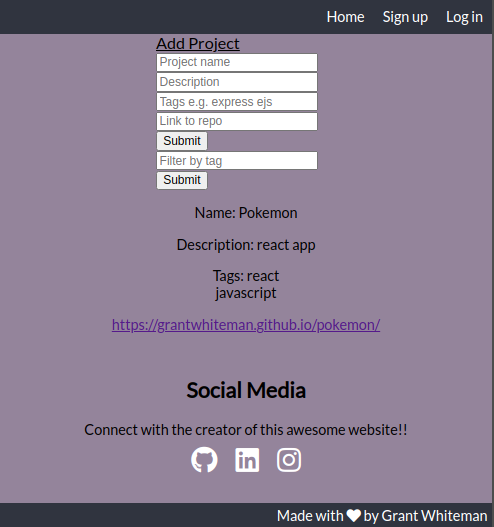 Home Sign up Log in
Add Project
Project name
Description
Tags e.g. express ejs
Link to repo
Submit
Filter by tag
Submit
Name: Pokemon
Description: react app
Tags: react
javascript
https://grantwhiteman.github.io/pokemon/
Social Media
Connect with the creator of this awesome website!!
in
Made with ♥ by Grant Whiteman